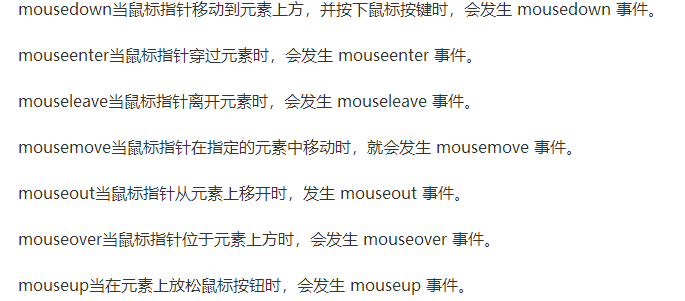 mousedown当鼠标指针移动到元素上方，并按下鼠标按键时，会发生 mousedown 事件。
mouseenter当鼠标指针穿过元素时，会发生 mouseenter 事件。
mouseleave当鼠标指针离开元素时，会发生 mouseleave 事件。
mousemove当鼠标指针在指定的元素中移动时，就会发生 mousemove 事件。
mouseout当鼠标指针从元素上移开时，发生 mouseout 事件。
mouseover当鼠标指针位于元素上方时，会发生 mouseover 事件。
mouseup当在元素上放松鼠标按钮时，会发生 mouseup 事件。